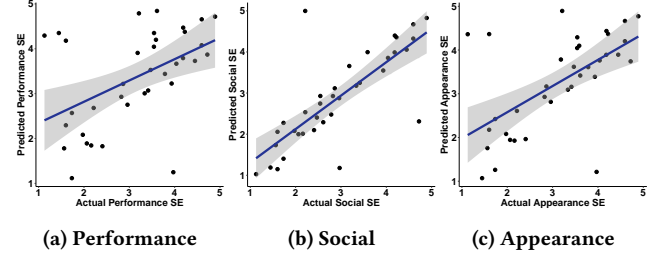 Predicted Performance SE
5
4
3
2
1
1 2 3 4 5
Actual Performance SE
(a) Performance
Predicted Social SE
5
4
3
2
1
1 2 3 4 5
Actual Social SE
(b) Social
Predicted Appearance SE
5
4
3
2
1
1 2 3 4 5
Actual Appearance SE
(c) Appearance